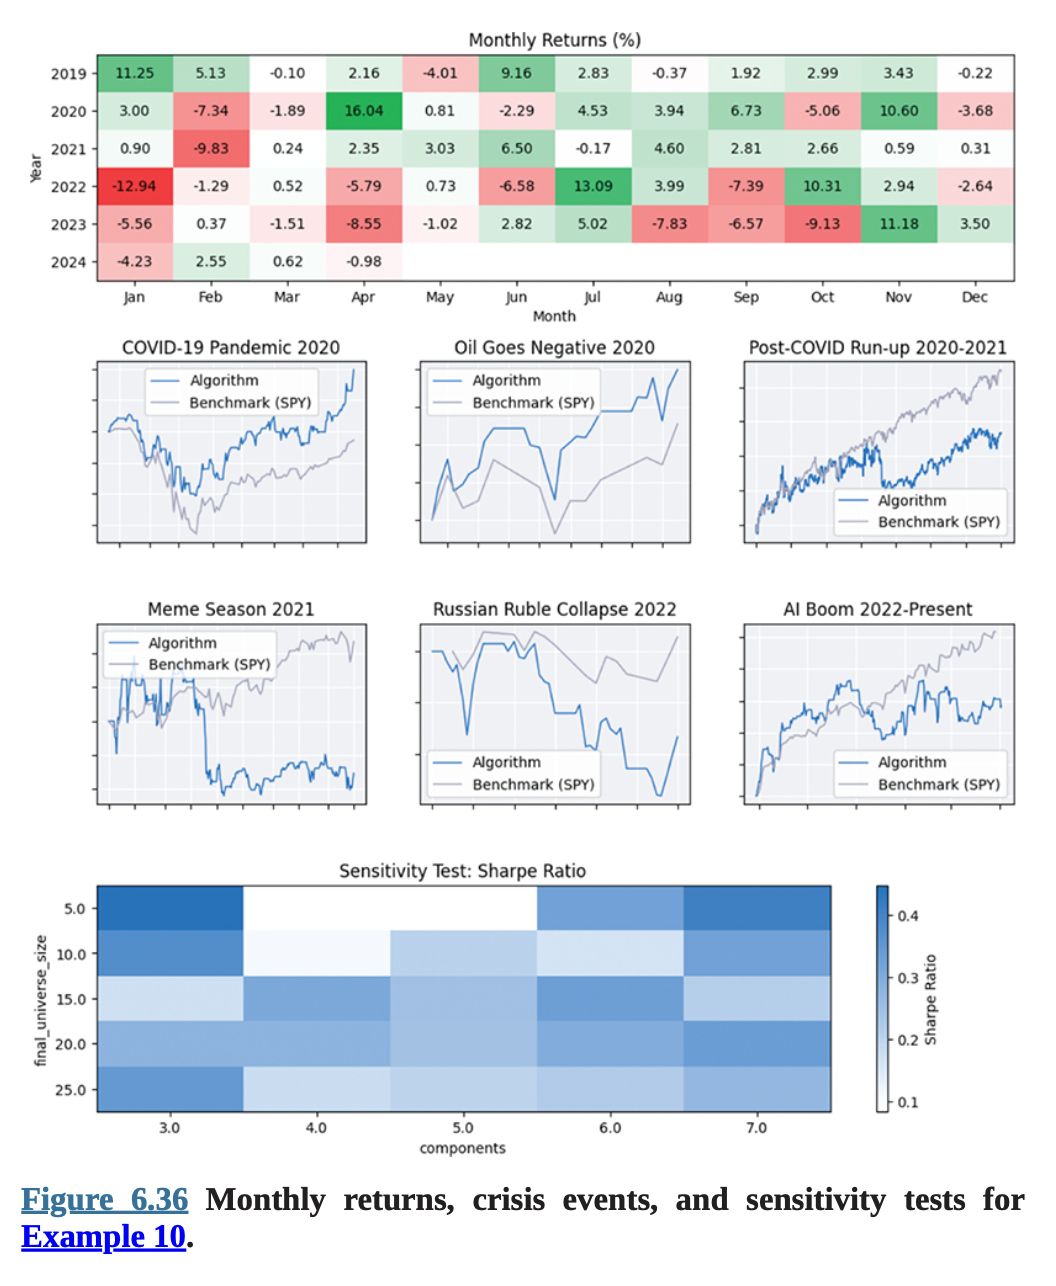 Monthly Returns (%)
2019 11.25 5.13 -0.10 2.16 -4.01 9.16 2.83 -0.37 1.92 2.99 3.43 -0.22
2020 3.00 -7.34 -1.89 16.04 0.81 -2.29 4.53 3.94 6.73 -5.06 10.60 -3.68
2021 0.90 -9.83 0.24 2.35 3.03 6.50 -0.17 4.60 2.81 2.66 0.59 0.31
Year
2022 -12.94 -1.29 0.52 -5.79 0.73 -6.58 13.09 3.99 -7.39 10.31 2.94 -2.64
2023 -5.56 0.37 -1.51 -8.55 -1.02 2.82 5.02 -7.83 -6.57 -9.13 11.18 3.50
2024 -4.23 2.55 0.62 -0.98
Jan Feb Mar Apr May Jun Jul Aug Sep Oct Nov Dec
Month
COVID-19 Pandemic 2020
Algorithm
Benchmark (SPY)
Oil Goes Negative 2020
Algorithm
Benchmark (SPY)
Post-COVID Run-up 2020-2021
Algorithm
Benchmark (SPY)
Meme Season 2021
Algorithm
Benchmark (SPY)
Russian Ruble Collapse 2022
Algorithm
Benchmark (SPY)
AI Boom 2022-Present
Algorithm
Benchmark (SPY)
Sensitivity Test: Sharpe Ratio
final_universe_size
5.0
10.0
15.0
20.0
25.0
3.0 4.0 5.0 6.0 7.0
components
0.4
0.3
0.2
0.1
Sharpe Ratio
Figure 6.36 Monthly returns, crisis events, and sensitivity tests for
Example 10.